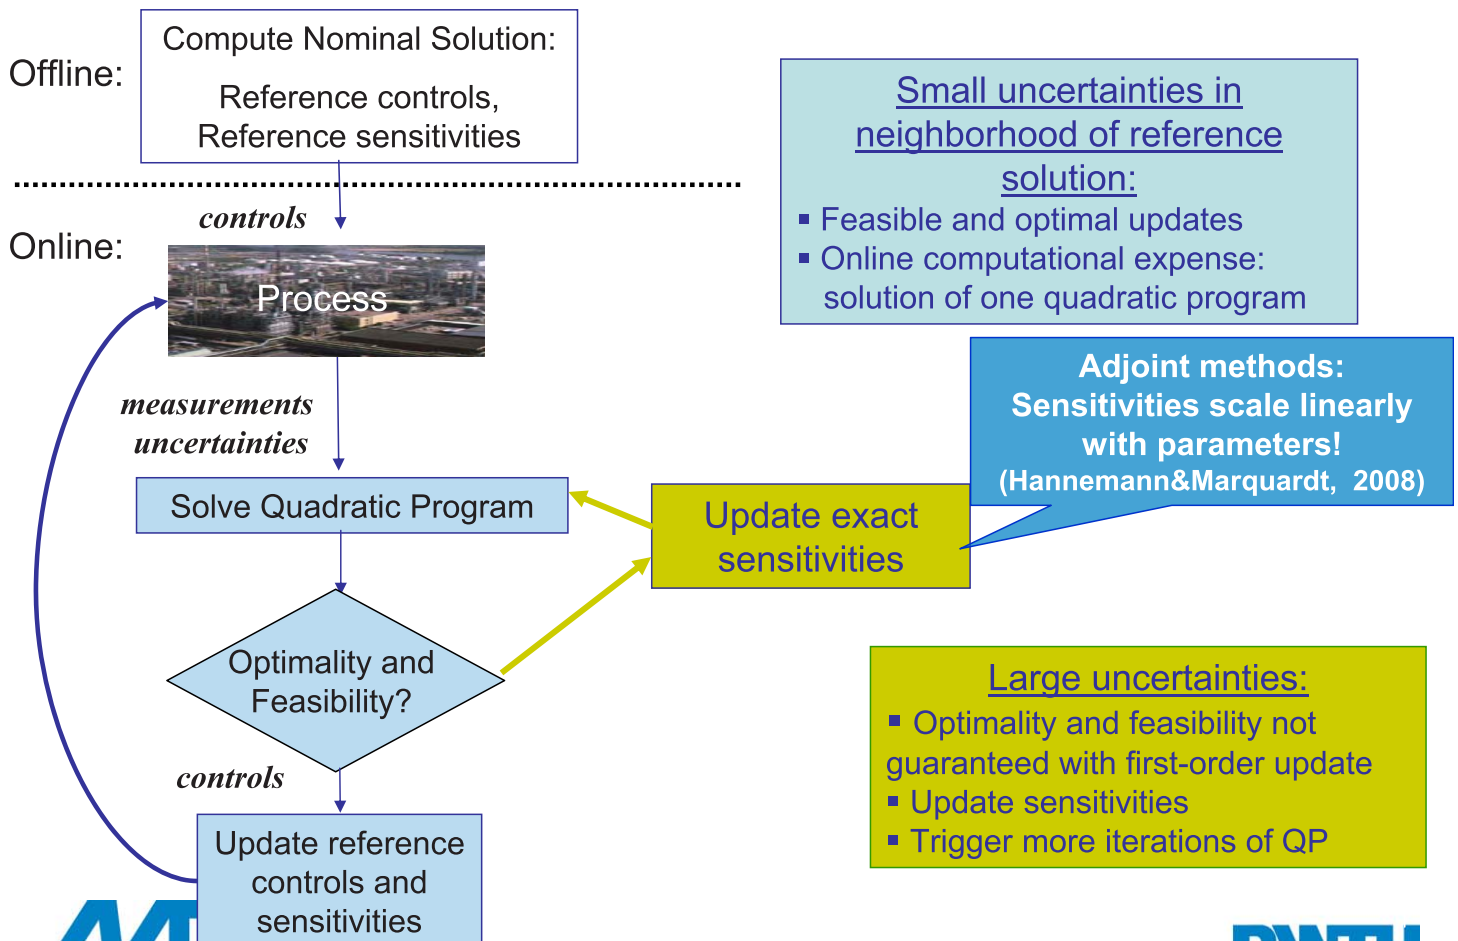 Offline:
Compute Nominal Solution:
Reference controls,
Reference sensitivities
controls
Online:
Process
measurements
uncertainties
Solve Quadratic Program
Optimality and
Feasibility?
controls
Update reference
controls and
sensitivities
Update exact
sensitivities
Small uncertainties in
neighborhood of reference
solution:
▪ Feasible and optimal updates
▪ Online computational expense:
solution of one quadratic program
Adjoint methods:
Sensitivities scale linearly
with parameters!
(Hannemann&Marquardt, 2008)
Large uncertainties:
▪ Optimality and feasibility not
guaranteed with first-order update
▪ Update sensitivities
▪ Trigger more iterations of QP